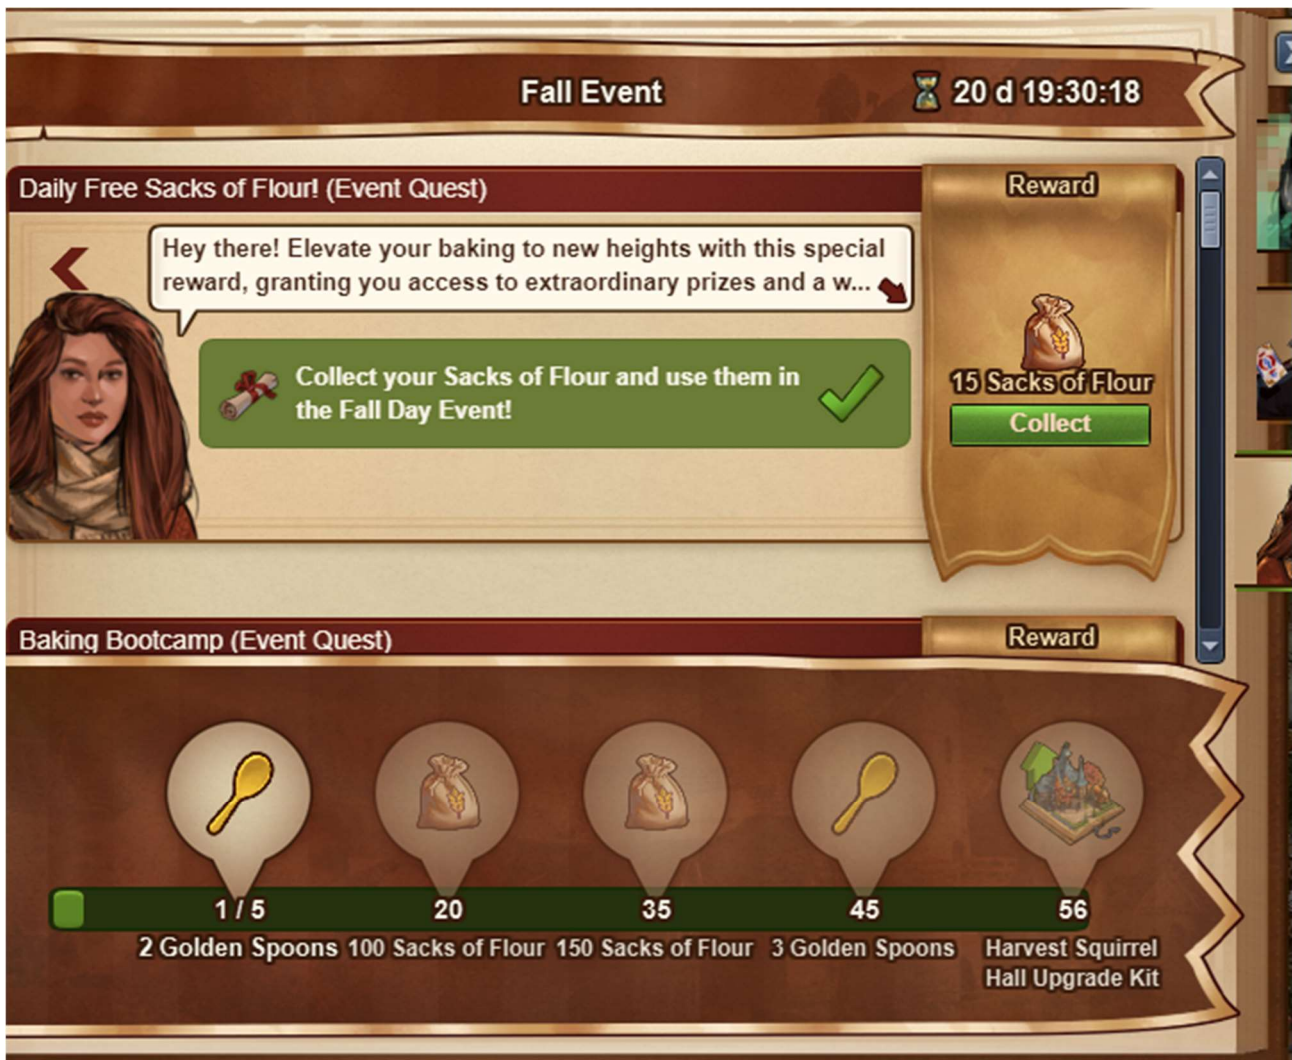 Fall Event
20 d 19:30:18
Daily Free Sacks of Flour! (Event Quest)
Reward
Hey there! Elevate your baking to new heights with this special
reward, granting you access to extraordinary prizes and a w...
Collect your Sacks of Flour and use them in
the Fall Day Event!
15 Sacks of Flour
Collect
Baking Bootcamp (Event Quest)
Reward
1 / 5
20
35
45
56
2 Golden Spoons
100 Sacks of Flour
150 Sacks of Flour
3 Golden Spoons
Harvest Squirrel
Hall Upgrade Kit